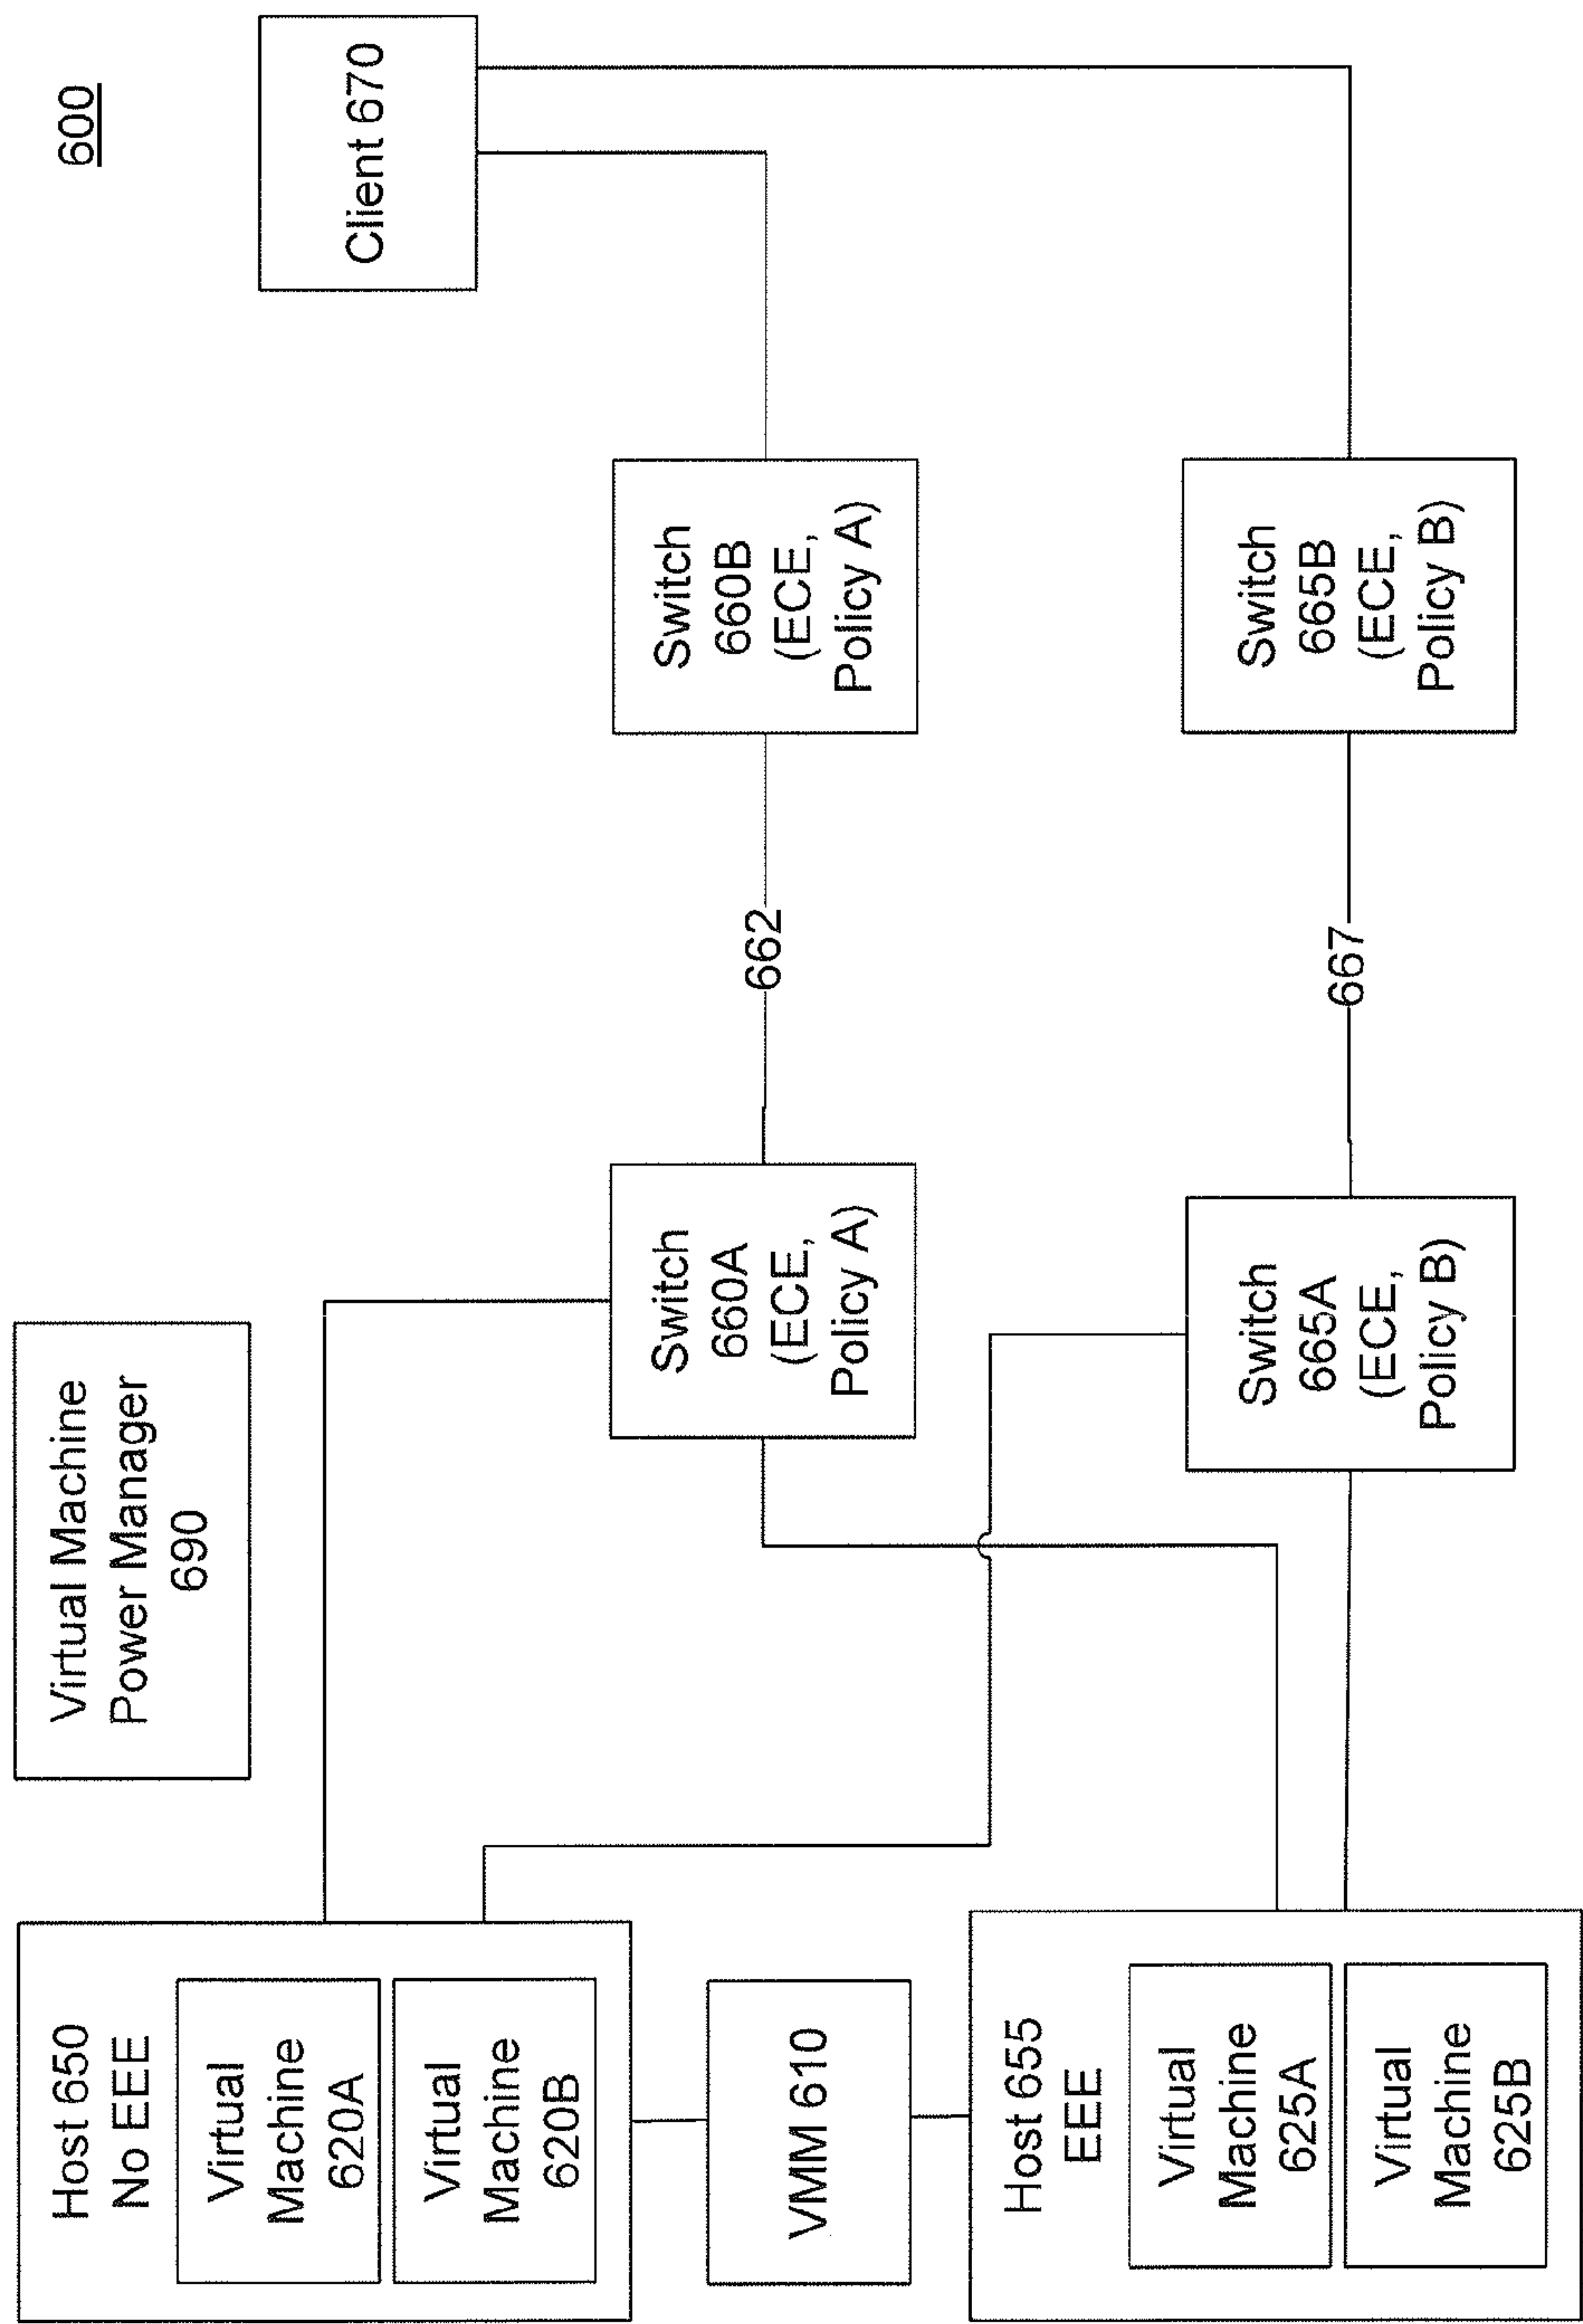 600
Virtual Machine
Power Manager
690
Host 650
No EEE
Virtual
Machine
620A
Virtual
Machine
620B
VMM 610
Host 655
EEE
Virtual
Machine
625A
Virtual
Machine
625B
Switch
660A
(ECE,
Policy A)
Switch
665A
(ECE,
Policy B)
662
667
Switch
660B
(ECE,
Policy A)
Switch
665B
(ECE,
Policy B)
Client 670